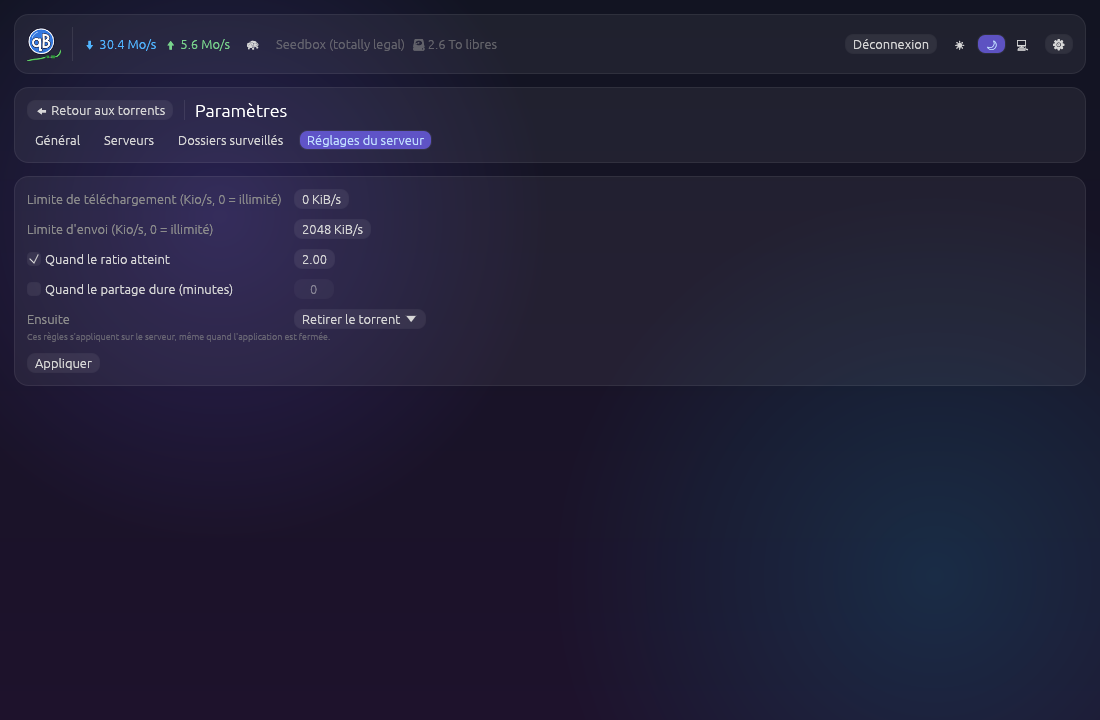 qB 30.4 Mo/s 5.6 Mo/s Seedbox (totally legal) 2.6 To libres Déconnexion
Retour aux torrents Paramètres
Général Serveurs Dossiers surveillés Réglages du serveur
Limite de téléchargement (Kio/s, 0 = illimité) 0 KiB/s
Limite d'envoi (Kio/s, 0 = illimité) 2048 KiB/s
Quand le ratio atteint 2.00
Quand le partage dure (minutes) 0
Ensuite Retirer le torrent
Ces règles s'appliquent sur le serveur, même quand l'application est fermée.
Appliquer